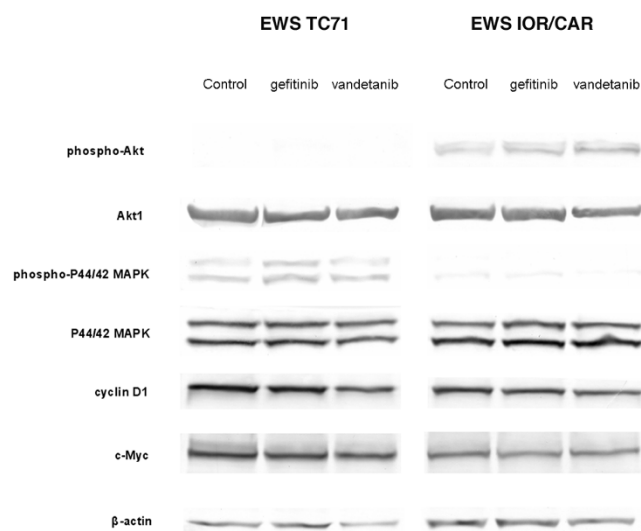 EWS TC71 EWS IOR/CAR
Control gefitinib vandetanib Control gefitinib vandetanib
phospho-Akt
Akt1
phospho-P44/42 MAPK
P44/42 MAPK
cyclin D1
c-Myc
β-actin